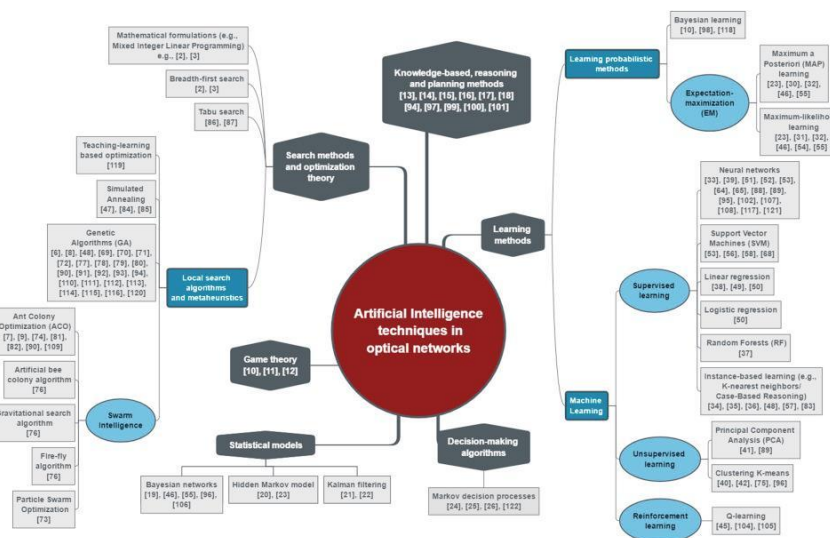 Mathematical formulations (e.g.,
Mixed Integer Linear Programming)
e.g., [2], [3]
Breadth-first search
[2], [3]
Tabu search
[86], [87]
Search methods
and optimization
theory
Teaching-learning
based optimization
[119]
Simulated
Annealing
[47], [84], [85]
Genetic
Algorithms (GA)
[6], [8], [48], [69], [70], [71],
[72], [77], [78], [79], [80],
[90], [91], [92], [93], [94],
[110], [111], [112], [113],
[114], [115], [116], [120]
Local search
algorithms
and metaheuristics
Ant Colony
Optimization (ACO)
[7], [9], [74], [81],
[82], [90], [109]
Artificial bee
colony algorithm
[76]
Gravitational search
algorithm
[76]
Fire-fly
algorithm
[76]
Particle Swarm
Optimization
[73]
Swarm
Intelligence
Knowledge-based, reasoning
and planning methods
[13], [14], [15], [16], [17], [18]
[94], [97], [99], [100], [101]
Artificial Intelligence
techniques in
optical networks
Game theory
[10], [11], [12]
Statistical models
Bayesian networks
[19], [46], [55], [96],
[106]
Hidden Markov model
[20], [23]
Kalman filtering
[21], [22]
Decision-making
algorithms
Markov decision processes
[24], [25], [26], [122]
Learning
methods
Learning probabilistic
methods
Bayesian learning
[10], [98], [118]
Expectation-
maximization
(EM)
Maximum a
Posteriori (MAP)
learning
[23], [30], [32],
[46], [55]
Maximum-likeliho
learning
[23], [31], [32],
[46], [54], [55]
Machine
Learning
Supervised
learning
Neural networks
[33], [39], [51], [52], [53],
[64], [65], [88], [89],
[95], [102], [107],
[108], [117], [121]
Support Vector
Machines (SVM)
[53], [56], [58], [68]
Linear regression
[38], [49], [50]
Logistic regression
[50]
Random Forests (RF)
[37]
Instance-based learning (e.g.,
K-nearest neighbors/
Case-Based Reasoning)
[34], [35], [36], [48], [57], [83]
Unsupervised
learning
Principal Component
Analysis (PCA)
[41], [89]
Clustering K-means
[40], [42], [75], [96]
Reinforcement
learning
Q-learning
[45], [104], [105]